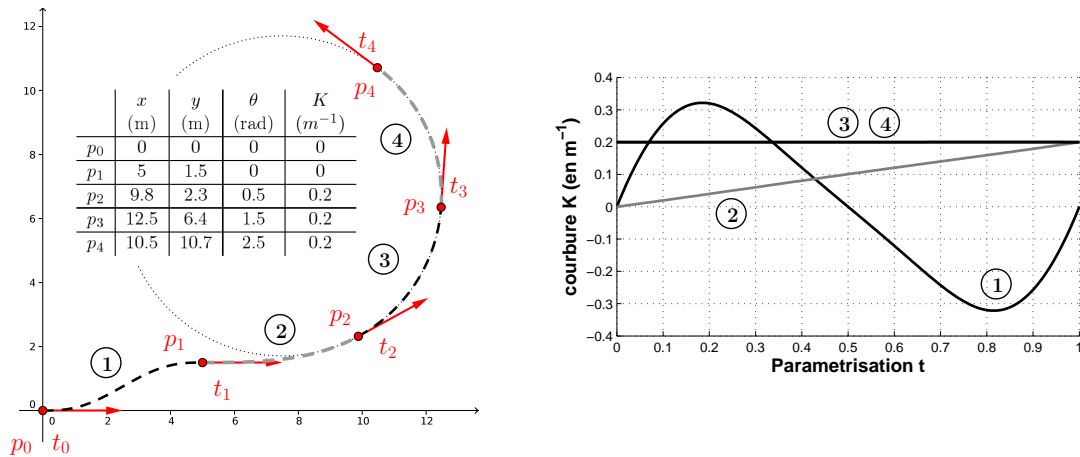 12
10
8
6
4
2
0
0
2
4
6
8
10
12
x y θ K
(m) (m) (rad) (m⁻¹)
p₀ 0 0 0 0
p₁ 5 1.5 0 0
p₂ 9.8 2.3 0.5 0.2
p₃ 12.5 6.4 1.5 0.2
p₄ 10.5 10.7 2.5 0.2
t₄
p₄
4
t₃
p₃
3
p₂
t₂
2
p₁
t₁
1
p₀ t₀
courbure K (en m⁻¹)
0.4
0.3
0.2
0.1
0
−0.1
−0.2
−0.3
−0.4
3 4
2
1
0 0.1 0.2 0.3 0.4 0.5 0.6 0.7 0.8 0.9 1
Parametrisation t